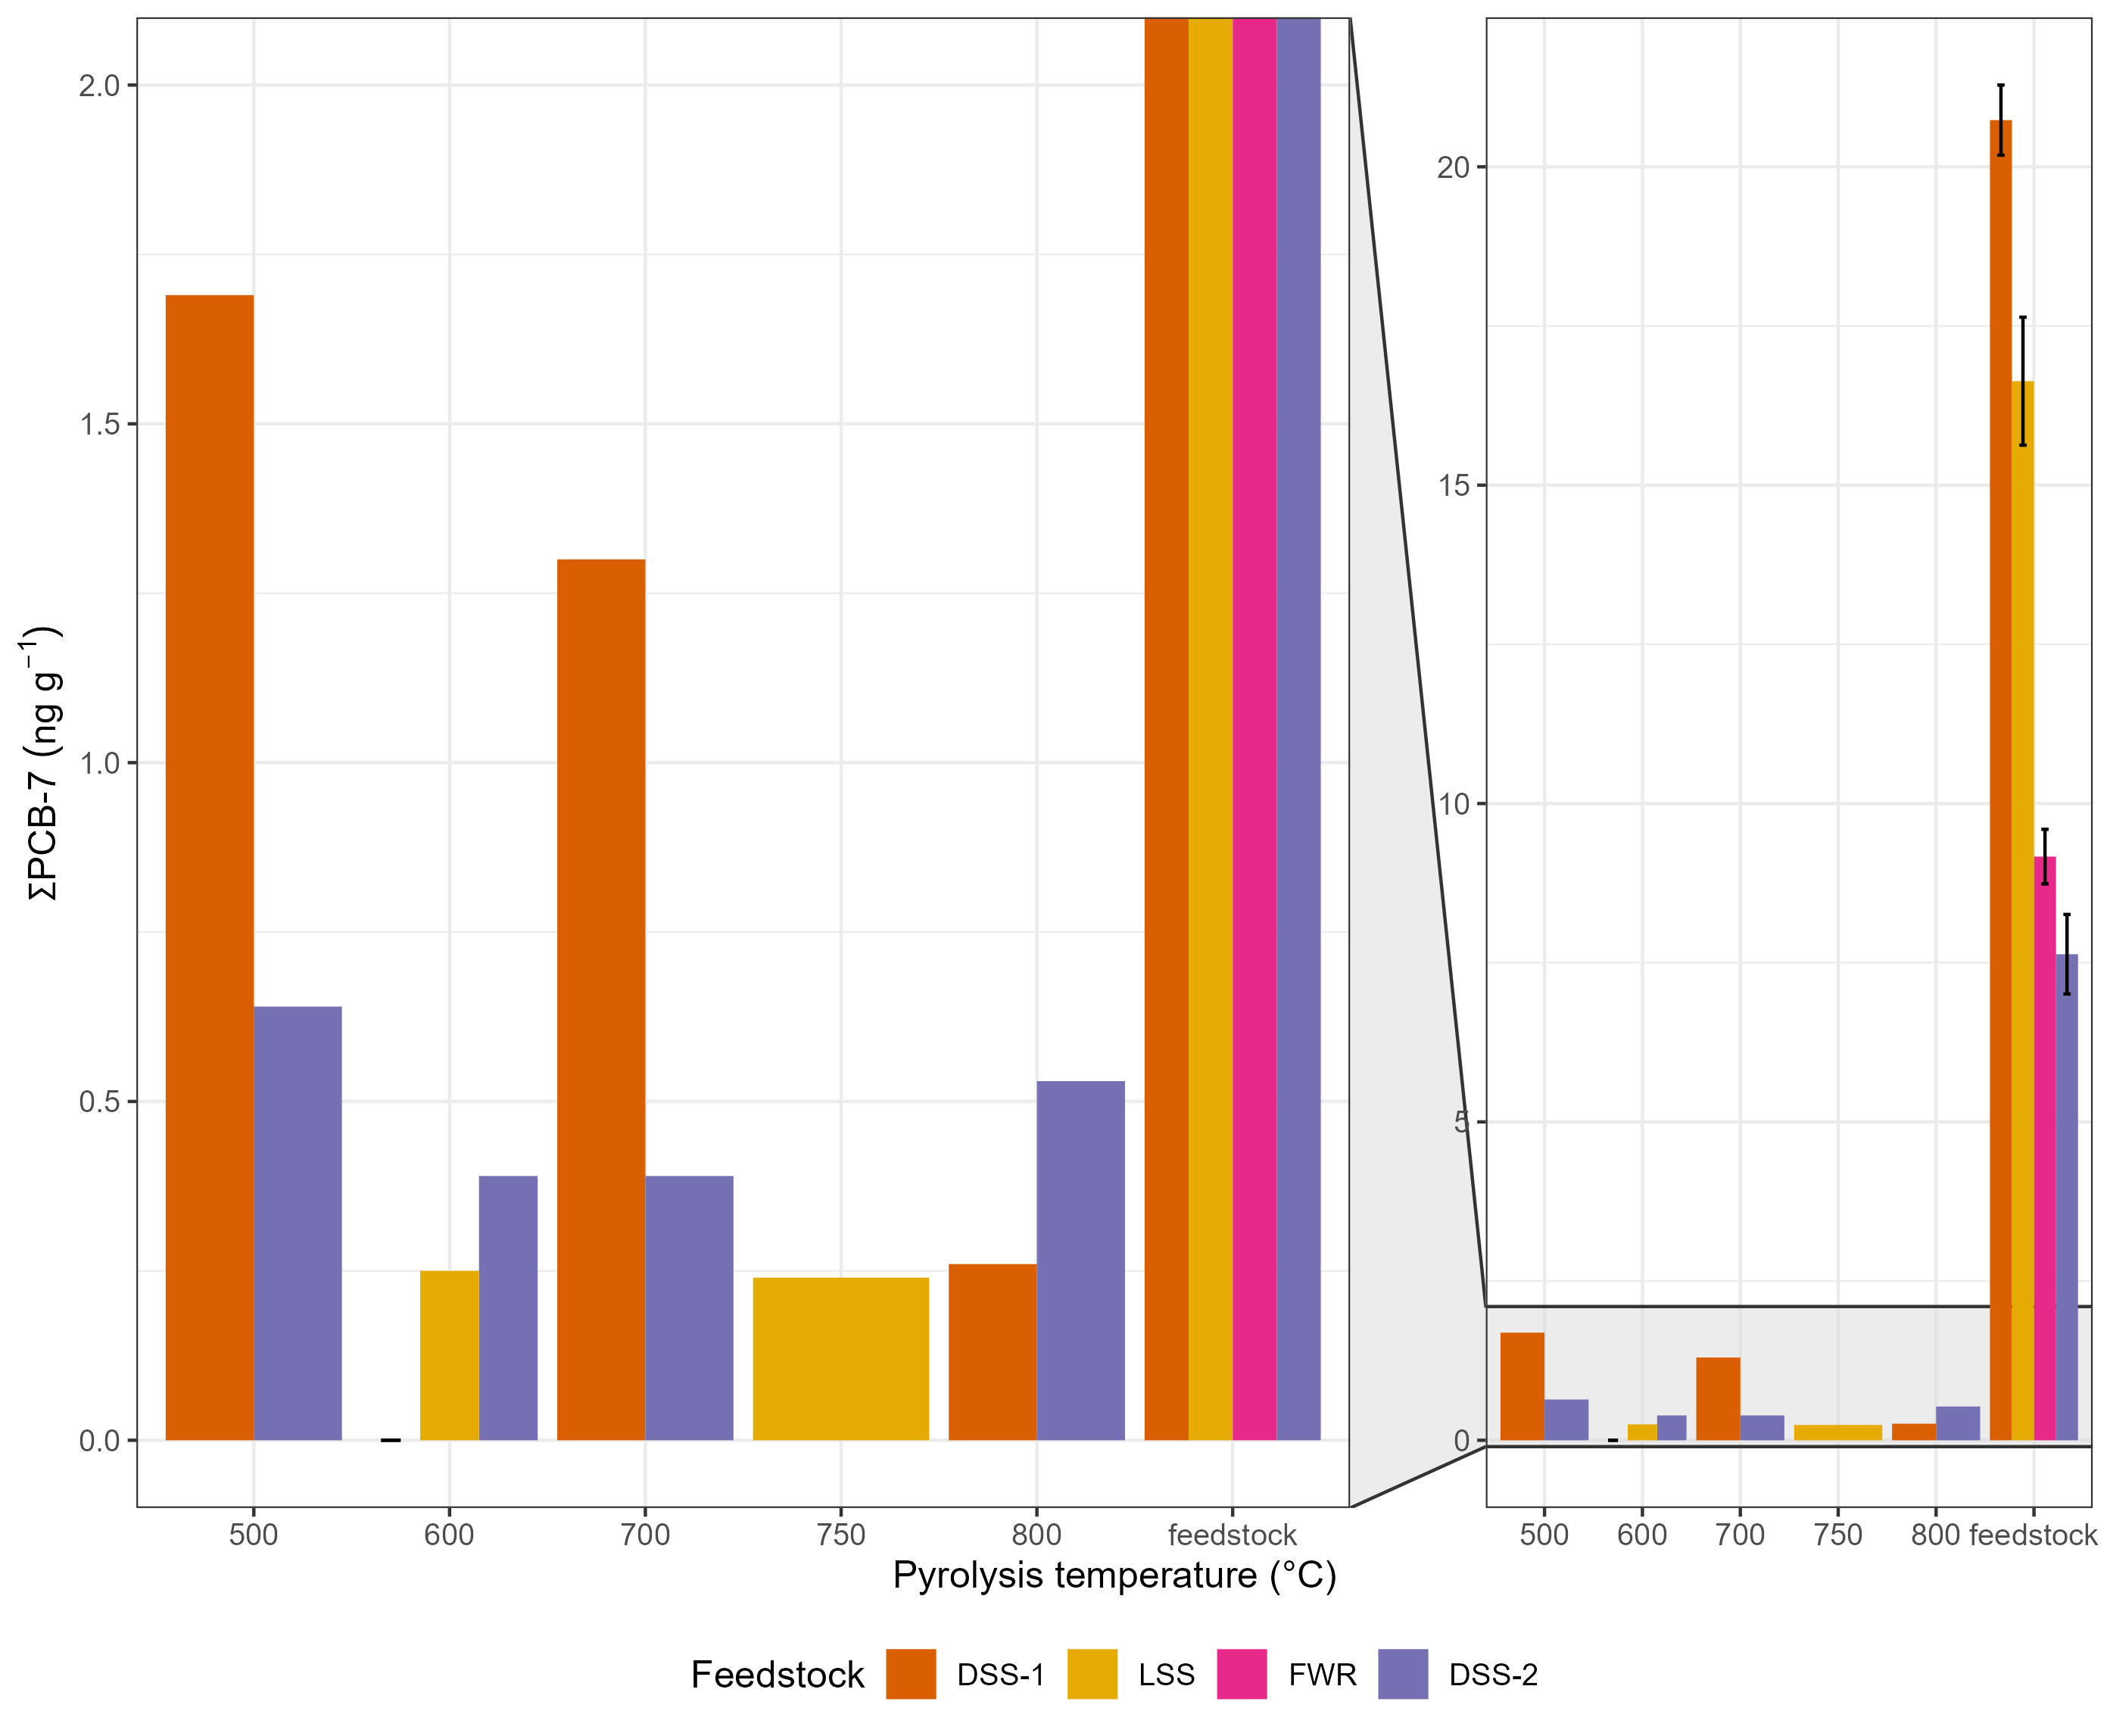 ΣPCB-7 (ng g⁻¹)
2.0
1.5
1.0
0.5
0.0
500 600 700 750 800 feedstock
20
15
10
5
0
500 600 700 750 800 feedstock
Pyrolysis temperature (°C)
Feedstock DSS-1 LSS FWR DSS-2